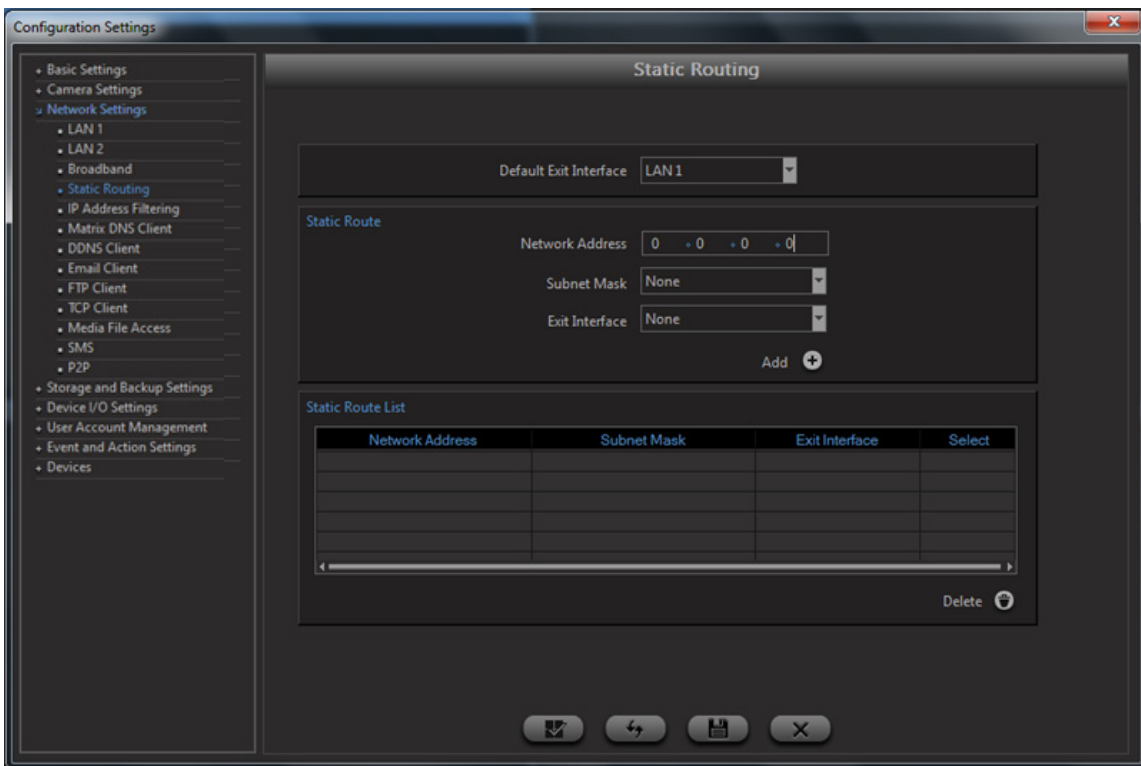 Configuration Settings
Basic Settings
Camera Settings
Network Settings
LAN 1
LAN 2
Broadband
Static Routing
IP Address Filtering
Matrix DNS Client
DDNS Client
Email Client
FTP Client
TCP Client
Media File Access
SMS
P2P
Storage and Backup Settings
Device I/O Settings
User Account Management
Event and Action Settings
Devices
Static Routing
Default Exit Interface LAN 1
Static Route
Network Address 0 . 0 . 0 . 0
Subnet Mask None
Exit Interface None
Add
Static Route List
Network Address Subnet Mask Exit Interface Select
Delete